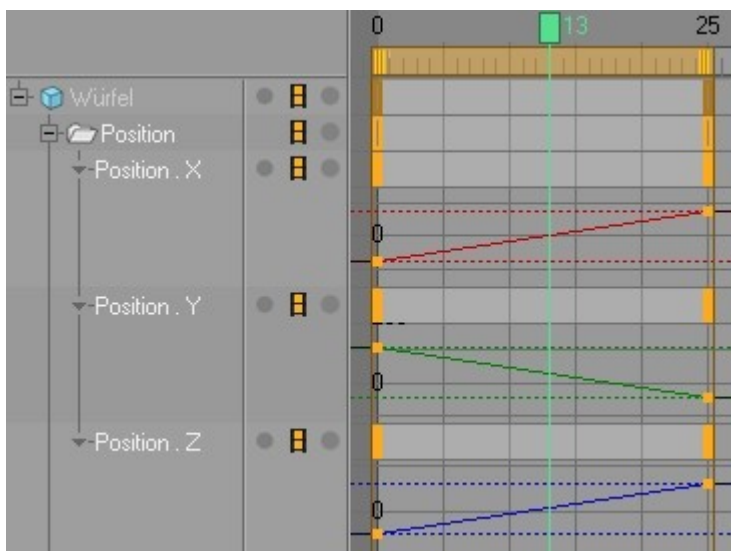 0 13 25
Würfel
Position
Position . X
0
Position . Y
0
Position . Z
0